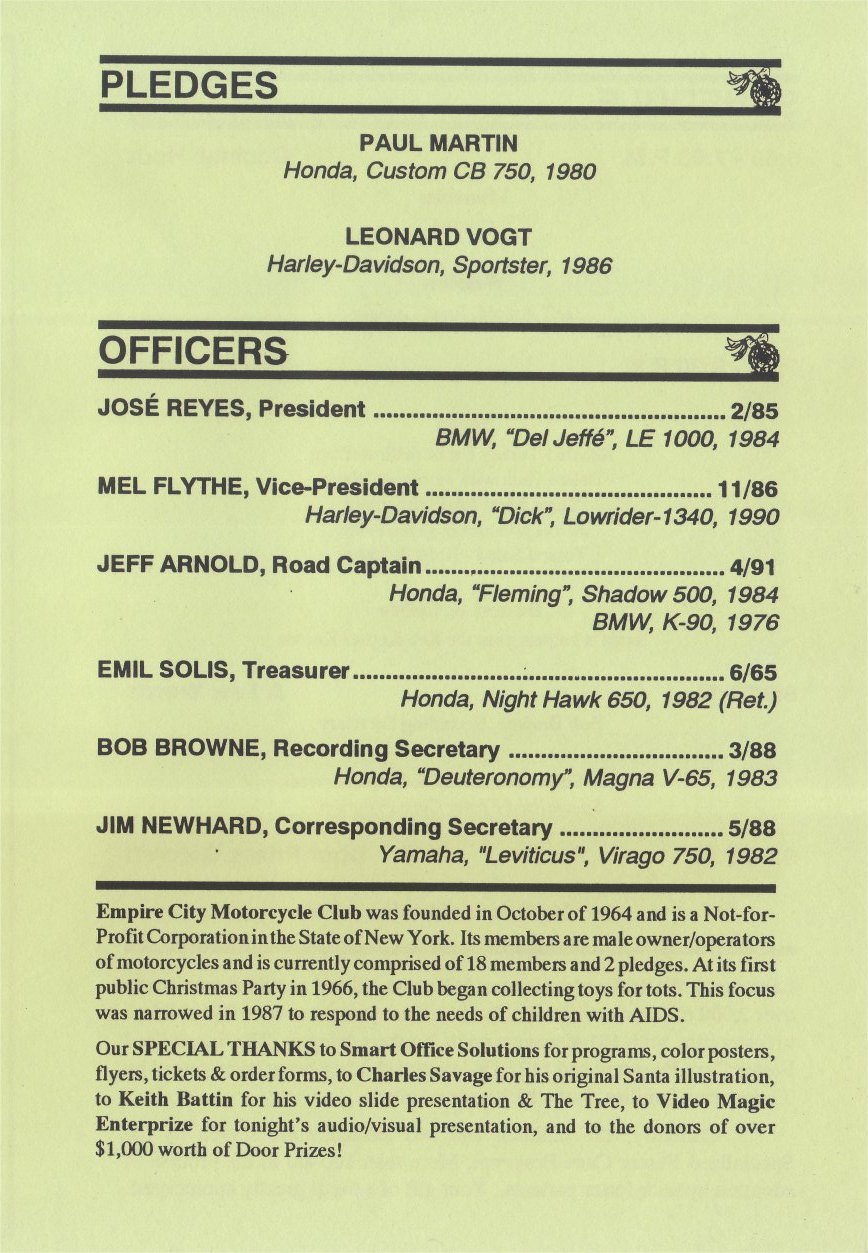 PLEDGES
PAUL MARTIN
Honda, Custom CB 750, 1980
LEONARD VOGT
Harley-Davidson, Sportster, 1986
OFFICERS
JOSÉ REYES, President ...................................................... 2/85
BMW, “Del Jeffé”, LE 1000, 1984
MEL FLYTHE, Vice-President ............................................ 11/86
Harley-Davidson, “Dick”, Lowrider-1340, 1990
JEFF ARNOLD, Road Captain .............................................. 4/91
Honda, “Fleming”, Shadow 500, 1984
BMW, K-90, 1976
EMIL SOLIS, Treasurer ......................................................... 6/65
Honda, Night Hawk 650, 1982 (Ret.)
BOB BROWNE, Recording Secretary ................................. 3/88
Honda, “Deuteronomy”, Magna V-65, 1983
JIM NEWHARD, Corresponding Secretary ......................... 5/88
Yamaha, "Leviticus", Virago 750, 1982
Empire City Motorcycle Club was founded in October of 1964 and is a Not-for-
Profit Corporation in the State of New York. Its members are male owner/operators
of motorcycles and is currently comprised of 18 members and 2 pledges. At its first
public Christmas Party in 1966, the Club began collecting toys for tots. This focus
was narrowed in 1987 to respond to the needs of children with AIDS.
Our SPECIAL THANKS to Smart Office Solutions for programs, color posters,
flyers, tickets & order forms, to Charles Savage for his original Santa illustration,
to Keith Battin for his video slide presentation & The Tree, to Video Magic
Enterprize for tonight’s audio/visual presentation, and to the donors of over
$1,000 worth of Door Prizes!